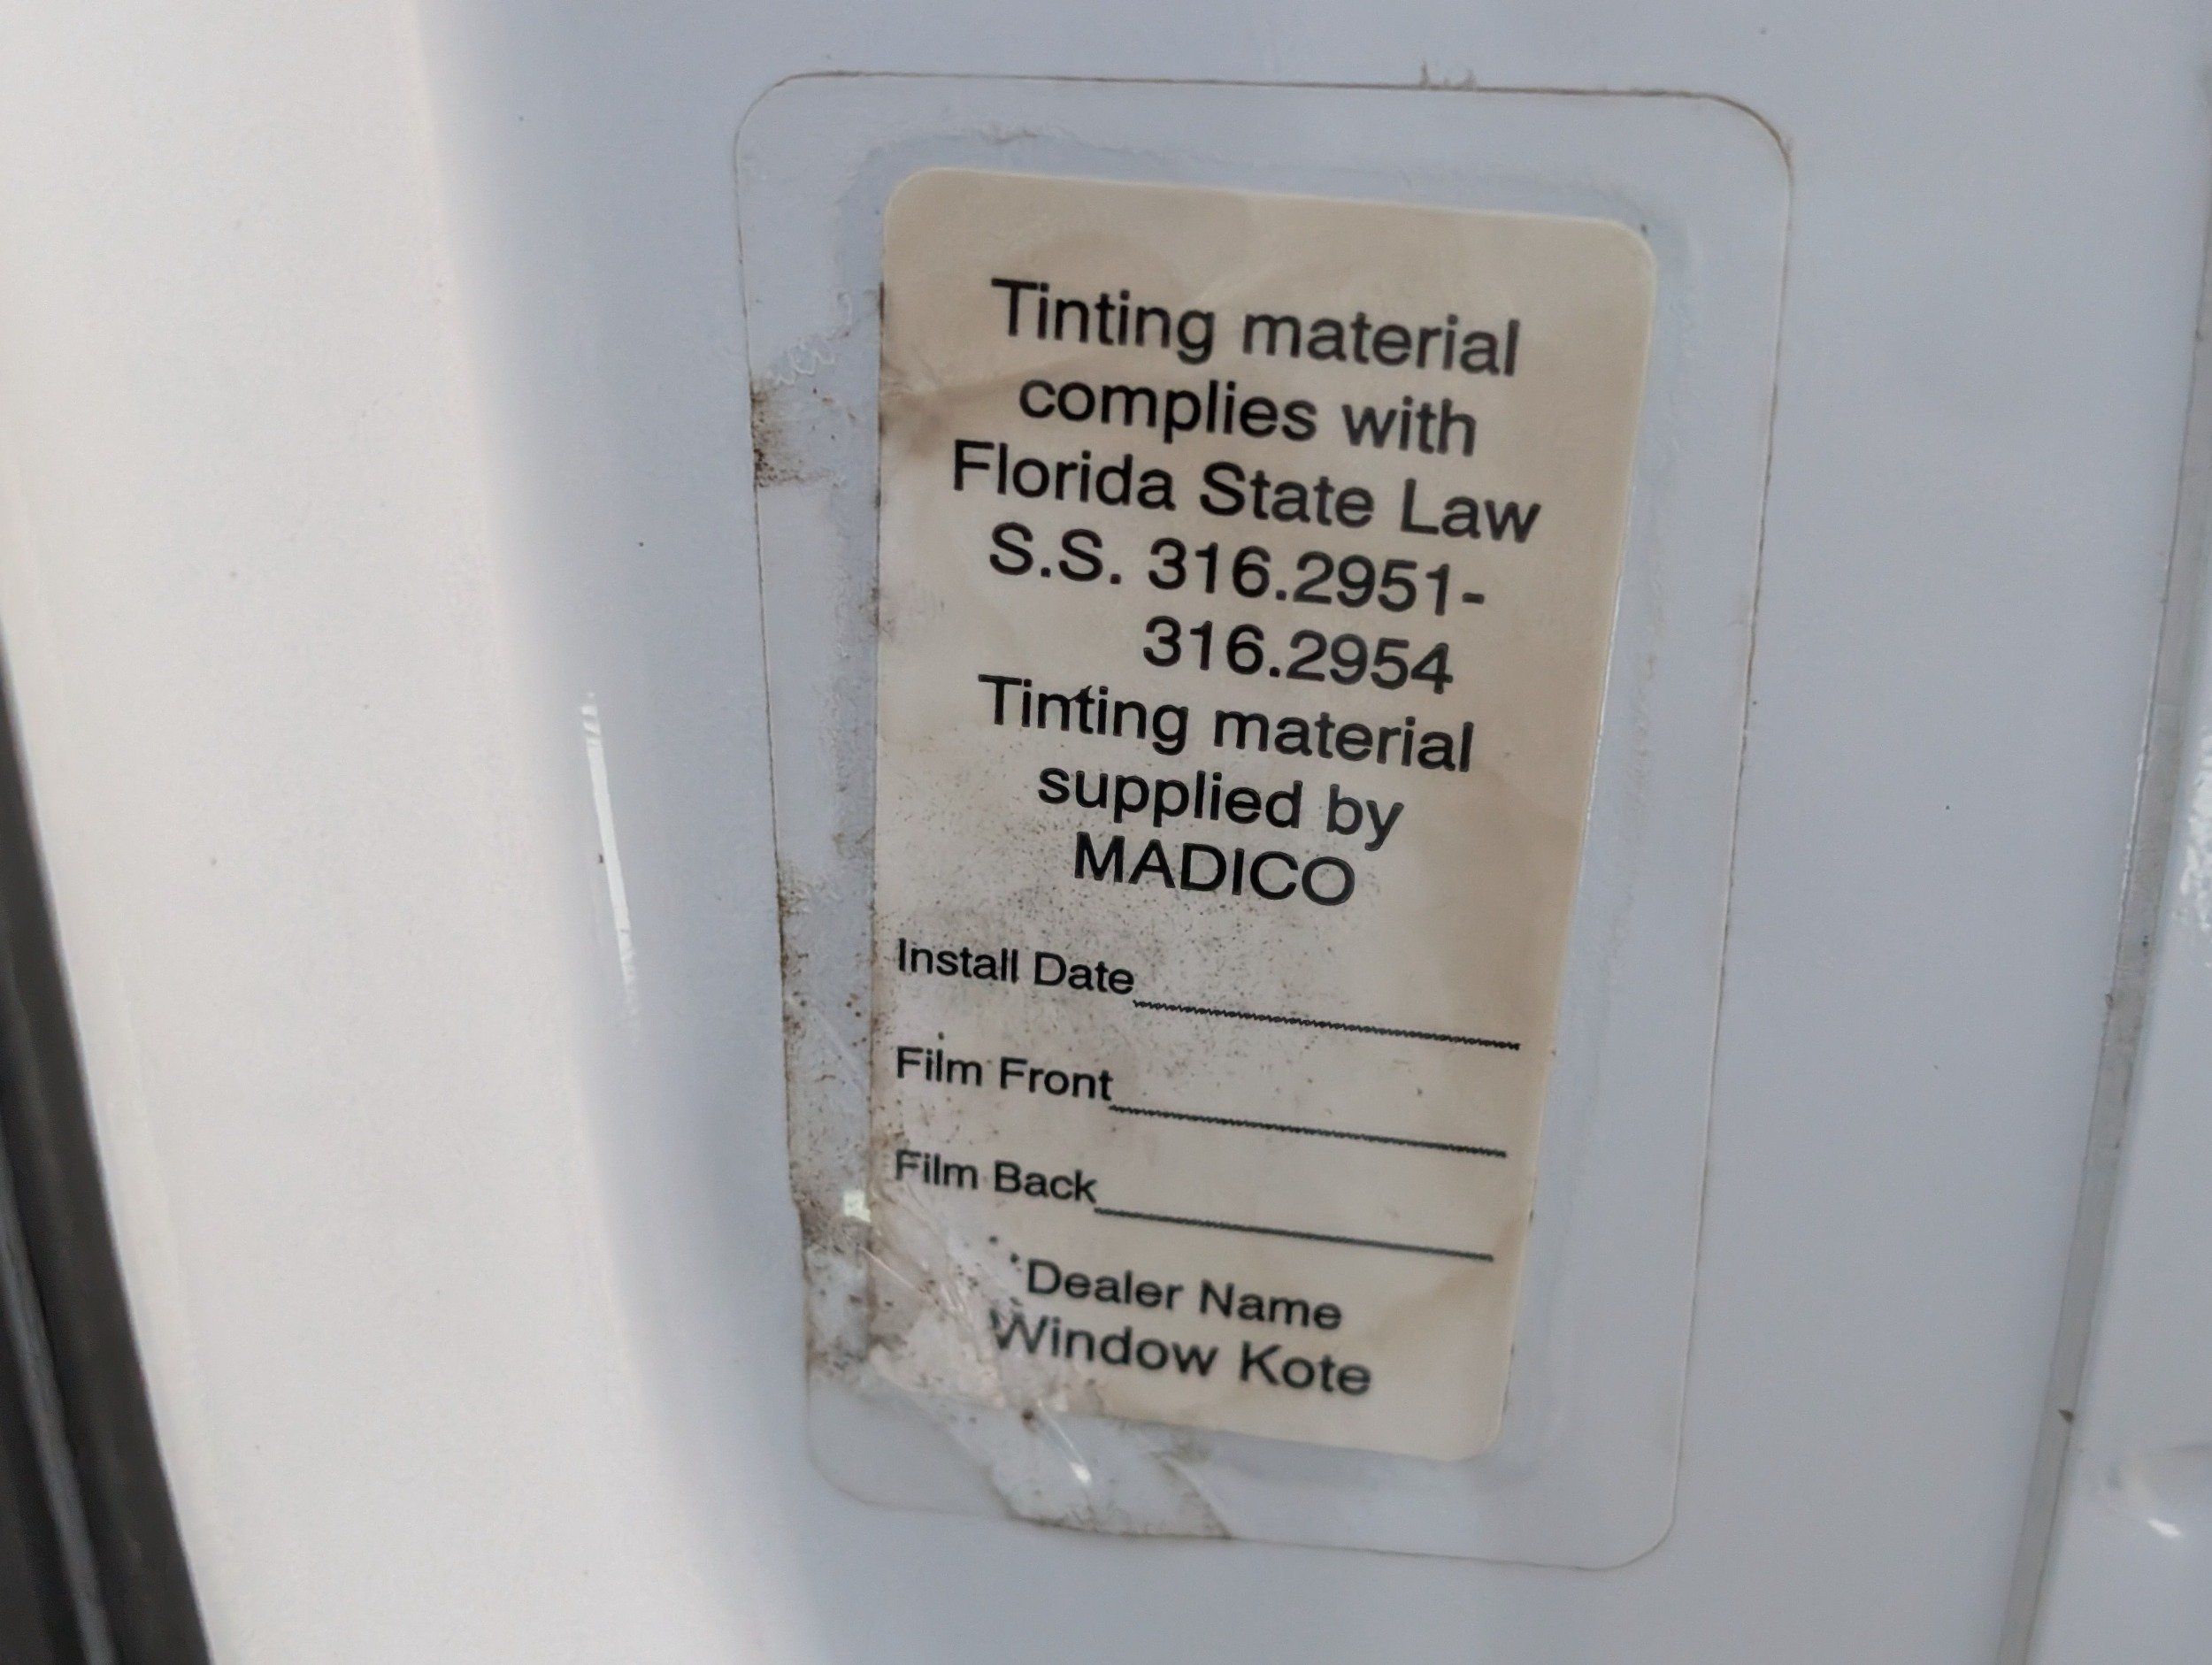 Tinting material
complies with
Florida State Law
S.S. 316.2951-
316.2954
Tinting material
supplied by
MADICO
Install Date
Film Front
Film Back
Dealer Name
Window Kote